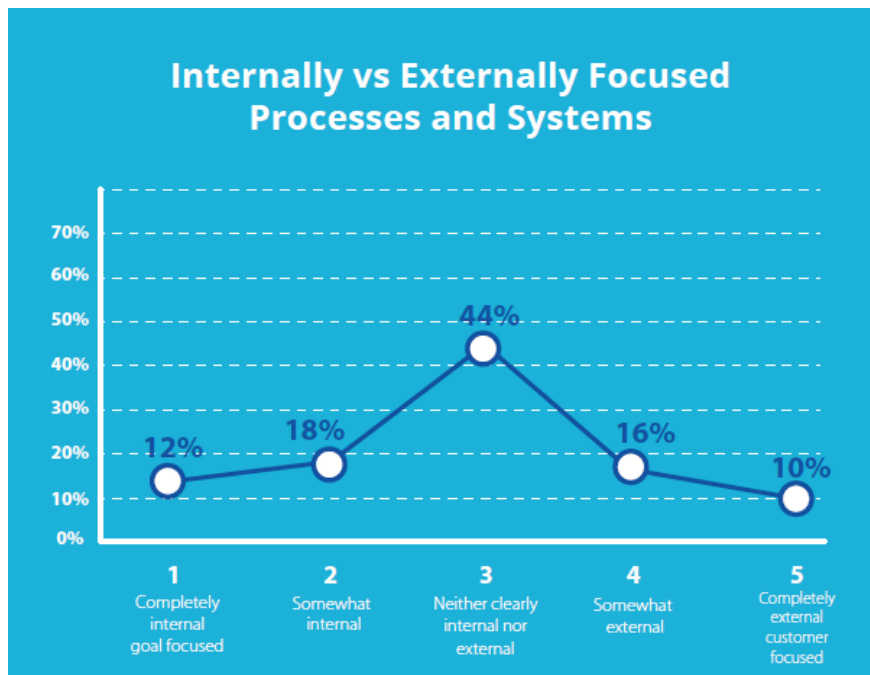 Internally vs Externally Focused
Processes and Systems
70%
60%
50%
40%
30%
20%
10%
0%
12%
18%
44%
16%
10%
1
Completely
internal
goal focused
2
Somewhat
internal
3
Neither clearly
internal nor
external
4
Somewhat
external
5
Completely
external
customer
focused